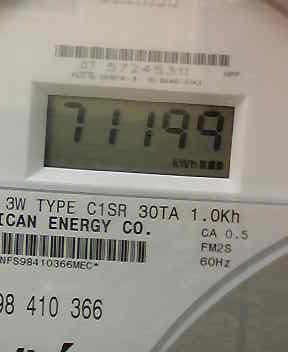 07 57245311
71199
kWh
3W TYPE C1SR 30TA 1.0Kh
ICAN ENERGY CO.
CA 0.5
FM2S
60Hz
NFS98410366MEC*
98 410 366